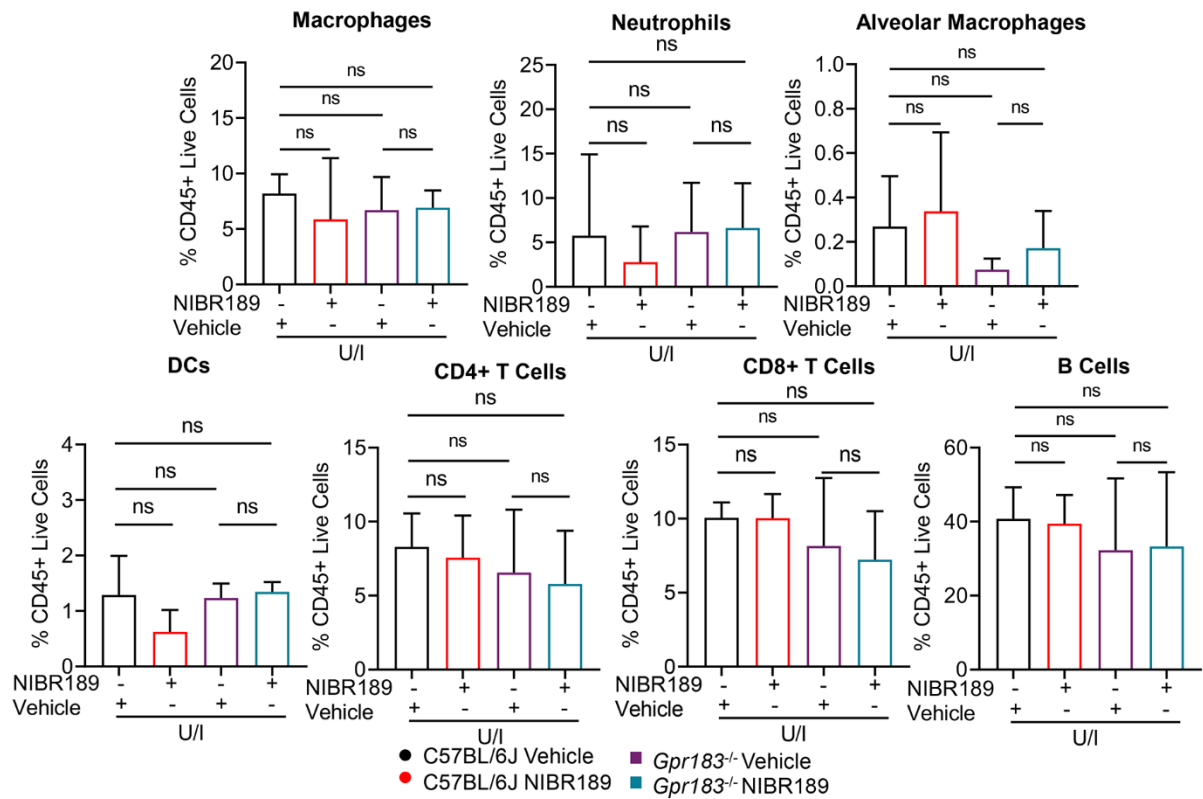 Macrophages
% CD45+ Live Cells
20
15
10
5
0
ns
ns
ns
ns
NIBR189 - + - +
Vehicle + - + -
U/I
Neutrophils
% CD45+ Live Cells
25
20
15
10
5
0
ns
ns
ns
ns
- + - +
+ - + -
U/I
Alveolar Macrophages
% CD45+ Live Cells
1.0
0.8
0.6
0.4
0.2
0.0
ns
ns
ns
ns
NIBR189 - + - +
Vehicle + - + -
U/I
DCs
% CD45+ Live Cells
4
3
2
1
0
ns
ns
ns
ns
NIBR189 - + - +
Vehicle + - + -
U/I
CD4+ T Cells
% CD45+ Live Cells
15
10
5
0
ns
ns
ns
ns
NIBR189 - + - +
Vehicle + - + -
U/I
CD8+ T Cells
% CD45+ Live Cells
15
10
5
0
ns
ns
ns
ns
NIBR189 - + - +
Vehicle + - + -
U/I
B Cells
% CD45+ Live Cells
60
40
20
0
ns
ns
ns
ns
NIBR189 - + - +
Vehicle + - + -
U/I
C57BL/6J Vehicle
C57BL/6J NIBR189
Gpr183-/- Vehicle
Gpr183-/- NIBR189